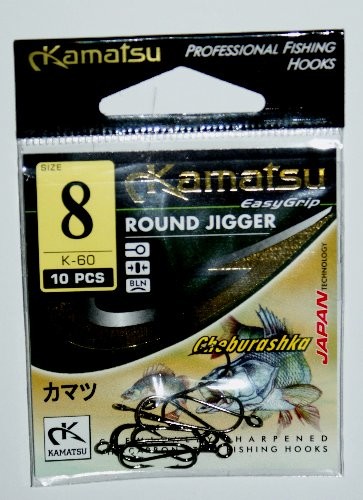 Kamatsu
PROFESSIONAL FISHING
HOOKS
SIZE
8
K-60
10 PCS
Kamatsu
EasyGrip
ROUND JIGGER
BLN
Cheburashka
JAPAN TECHNOLOGY
カマツ
K
KAMATSU
SHARPENED
FISHING HOOKS